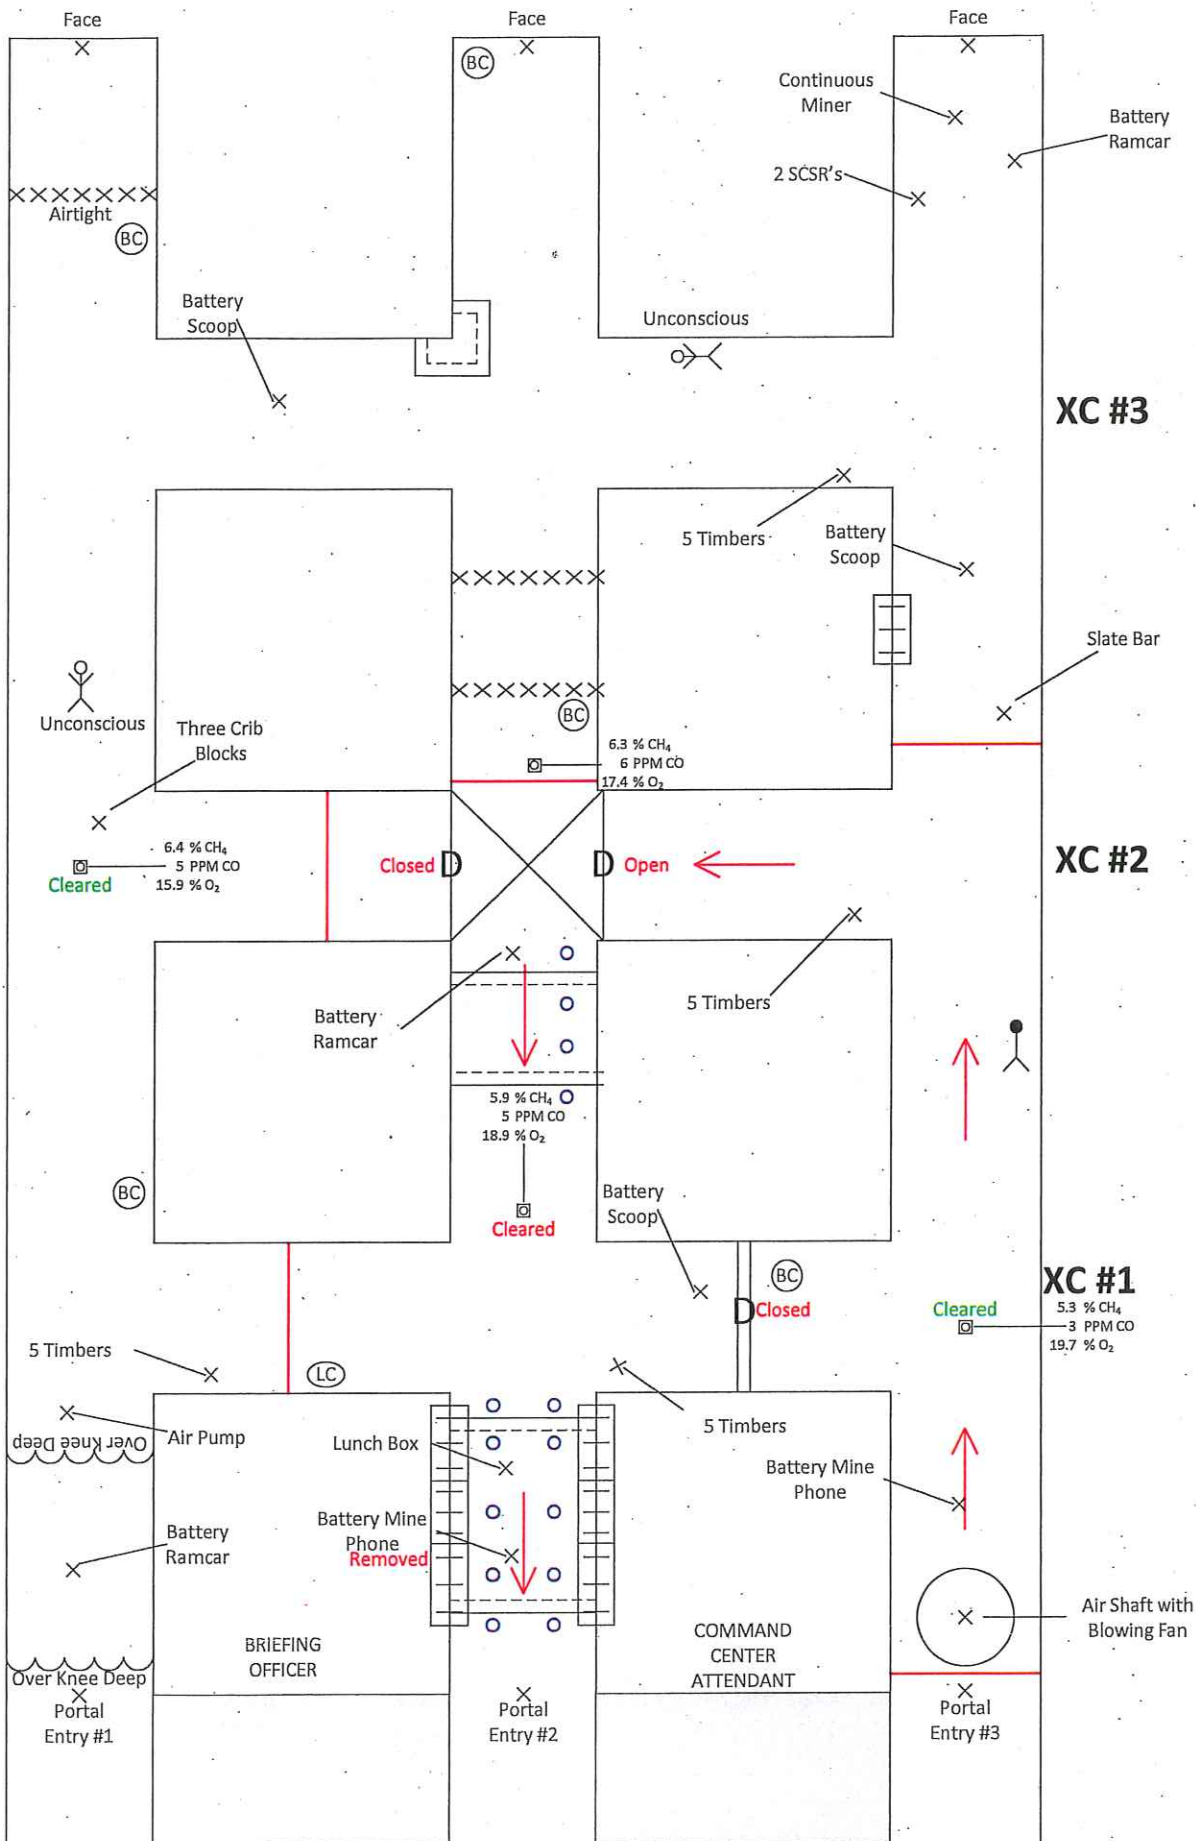 Face
Face
Face
BC
Continuous
Miner
Battery
Ramcar
2 SCSR's
Airtight
BC
Battery
Scoop
Unconscious
XC #3
5 Timbers
Battery
Scoop
Slate Bar
Unconscious
Three Crib
Blocks
BC
6.3 % CH₄
6 PPM CO
17.4 % O₂
6.4 % CH₄
5 PPM CO
15.9 % O₂
Cleared
Closed D
D Open
XC #2
Battery
Ramcar
5 Timbers
5.9 % CH₄
5 PPM CO
18.9 % O₂
Cleared
BC
Battery
Scoop
BC
D Closed
XC #1
Cleared
5.3 % CH₄
3 PPM CO
19.7 % O₂
5 Timbers
LC
Air Pump
Over Knee Deep
Lunch Box
5 Timbers
Battery Mine
Phone
Battery Mine
Phone
Removed
Battery
Ramcar
Air Shaft with
Blowing Fan
BRIEFING
OFFICER
COMMAND
CENTER
ATTENDANT
Over Knee Deep
Portal
Entry #1
Portal
Entry #2
Portal
Entry #3